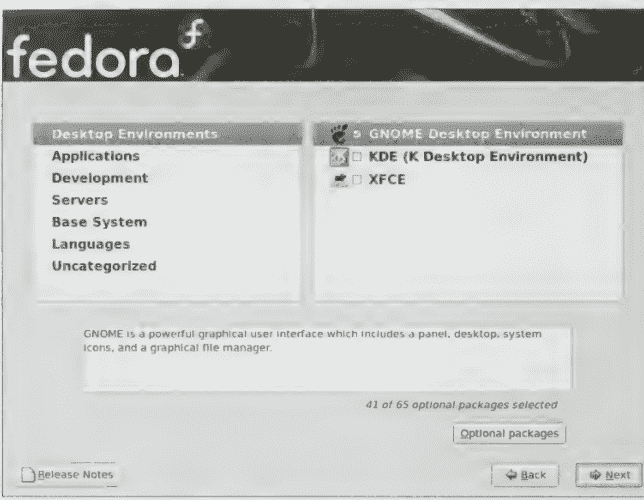 fedora
Desktop Environments
Applications
Development
Servers
Base System
Languages
Uncategorized
GNOME Desktop Environment
KDE (K Desktop Environment)
XFCE
GNOME is a powerful graphical user interface which includes a panel, desktop, system
icons, and a graphical file manager.
41 of 65 optional packages selected
Optional packages
Release Notes
Back
Next